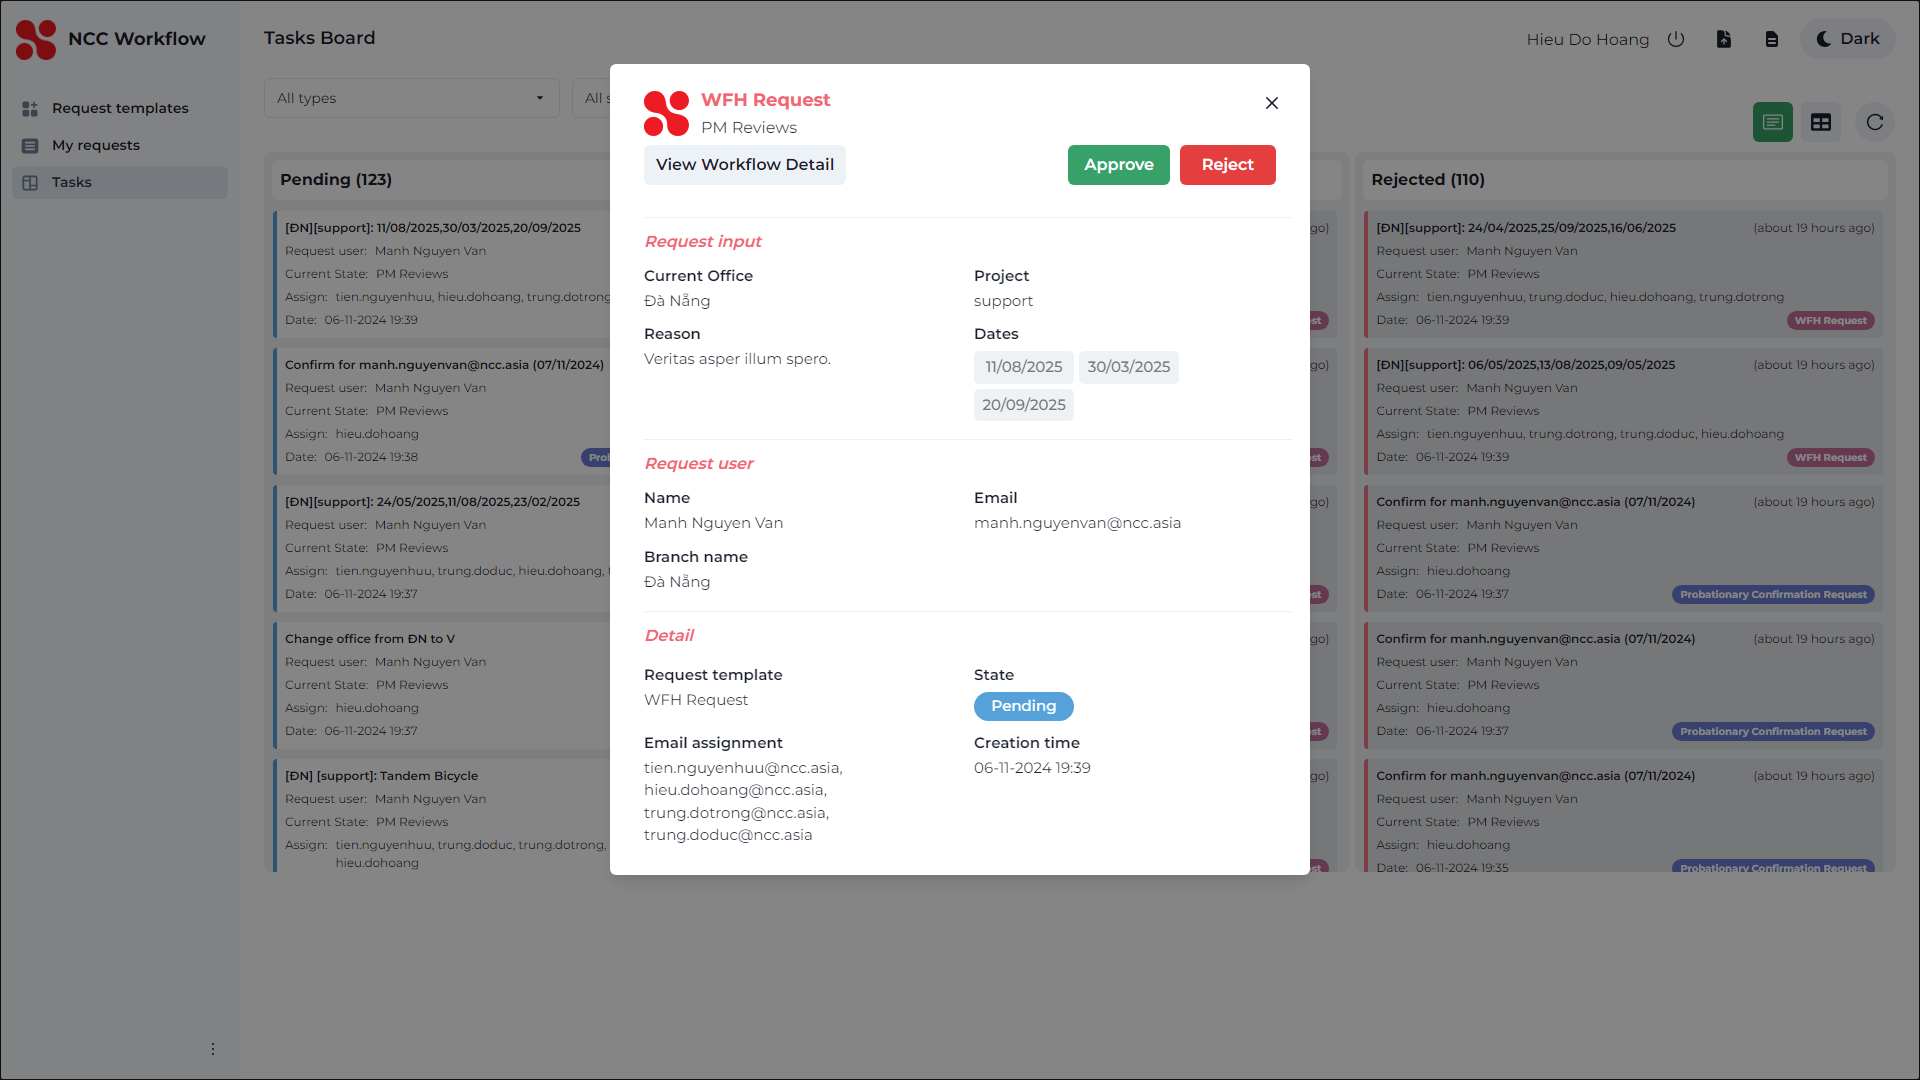 NCC Workflow
Request templates
My requests
Tasks
Tasks Board
Hieu Do Hoang
Dark
All types
All
Pending (123)
[ĐN][support]: 11/08/2025,30/03/2025,20/09/2025
Request user: Manh Nguyen Van
Current State: PM Reviews
Assign: tien.nguyenhuu, hieu.dohoang, trung.dotrong
Date: 06-11-2024 19:39
Confirm for manh.nguyenvan@ncc.asia (07/11/2024)
Request user: Manh Nguyen Van
Current State: PM Reviews
Assign: hieu.dohoang
Date: 06-11-2024 19:38
[ĐN][support]: 24/05/2025,11/08/2025,23/02/2025
Request user: Manh Nguyen Van
Current State: PM Reviews
Assign: tien.nguyenhuu, trung.doduc, hieu.dohoang,
Date: 06-11-2024 19:37
Change office from ĐN to V
Request user: Manh Nguyen Van
Current State: PM Reviews
Assign: hieu.dohoang
Date: 06-11-2024 19:37
[ĐN] [support]: Tandem Bicycle
Request user: Manh Nguyen Van
Current State: PM Reviews
Assign: tien.nguyenhuu, trung.doduc, trung.dotrong,
hieu.dohoang
WFH Request
PM Reviews
View Workflow Detail
Approve
Reject
Request input
Current Office
Đà Nẵng
Project
support
Reason
Veritas asper illum spero.
Dates
11/08/2025 30/03/2025
20/09/2025
Request user
Name
Manh Nguyen Van
Email
manh.nguyenvan@ncc.asia
Branch name
Đà Nẵng
Detail
Request template
WFH Request
State
Pending
Email assignment
tien.nguyenhuu@ncc.asia,
hieu.dohoang@ncc.asia,
trung.dotrong@ncc.asia,
trung.doduc@ncc.asia
Creation time
06-11-2024 19:39
Rejected (110)
[ĐN][support]: 24/04/2025,25/09/2025,16/06/2025 (about 19 hours ago)
Request user: Manh Nguyen Van
Current State: PM Reviews
Assign: tien.nguyenhuu, trung.doduc, hieu.dohoang, trung.dotrong
Date: 06-11-2024 19:39 WFH Request
[ĐN][support]: 06/05/2025,13/08/2025,09/05/2025 (about 19 hours ago)
Request user: Manh Nguyen Van
Current State: PM Reviews
Assign: tien.nguyenhuu, trung.dotrong, trung.doduc, hieu.dohoang
Date: 06-11-2024 19:39 WFH Request
Confirm for manh.nguyenvan@ncc.asia (07/11/2024) (about 19 hours ago)
Request user: Manh Nguyen Van
Current State: PM Reviews
Assign: hieu.dohoang
Date: 06-11-2024 19:37 Probationary Confirmation Request
Confirm for manh.nguyenvan@ncc.asia (07/11/2024) (about 19 hours ago)
Request user: Manh Nguyen Van
Current State: PM Reviews
Assign: hieu.dohoang
Date: 06-11-2024 19:37 Probationary Confirmation Request
Confirm for manh.nguyenvan@ncc.asia (07/11/2024) (about 19 hours ago)
Request user: Manh Nguyen Van
Current State: PM Reviews
Assign: hieu.dohoang
Date: 06-11-2024 19:35 Probationary Confirmation Request